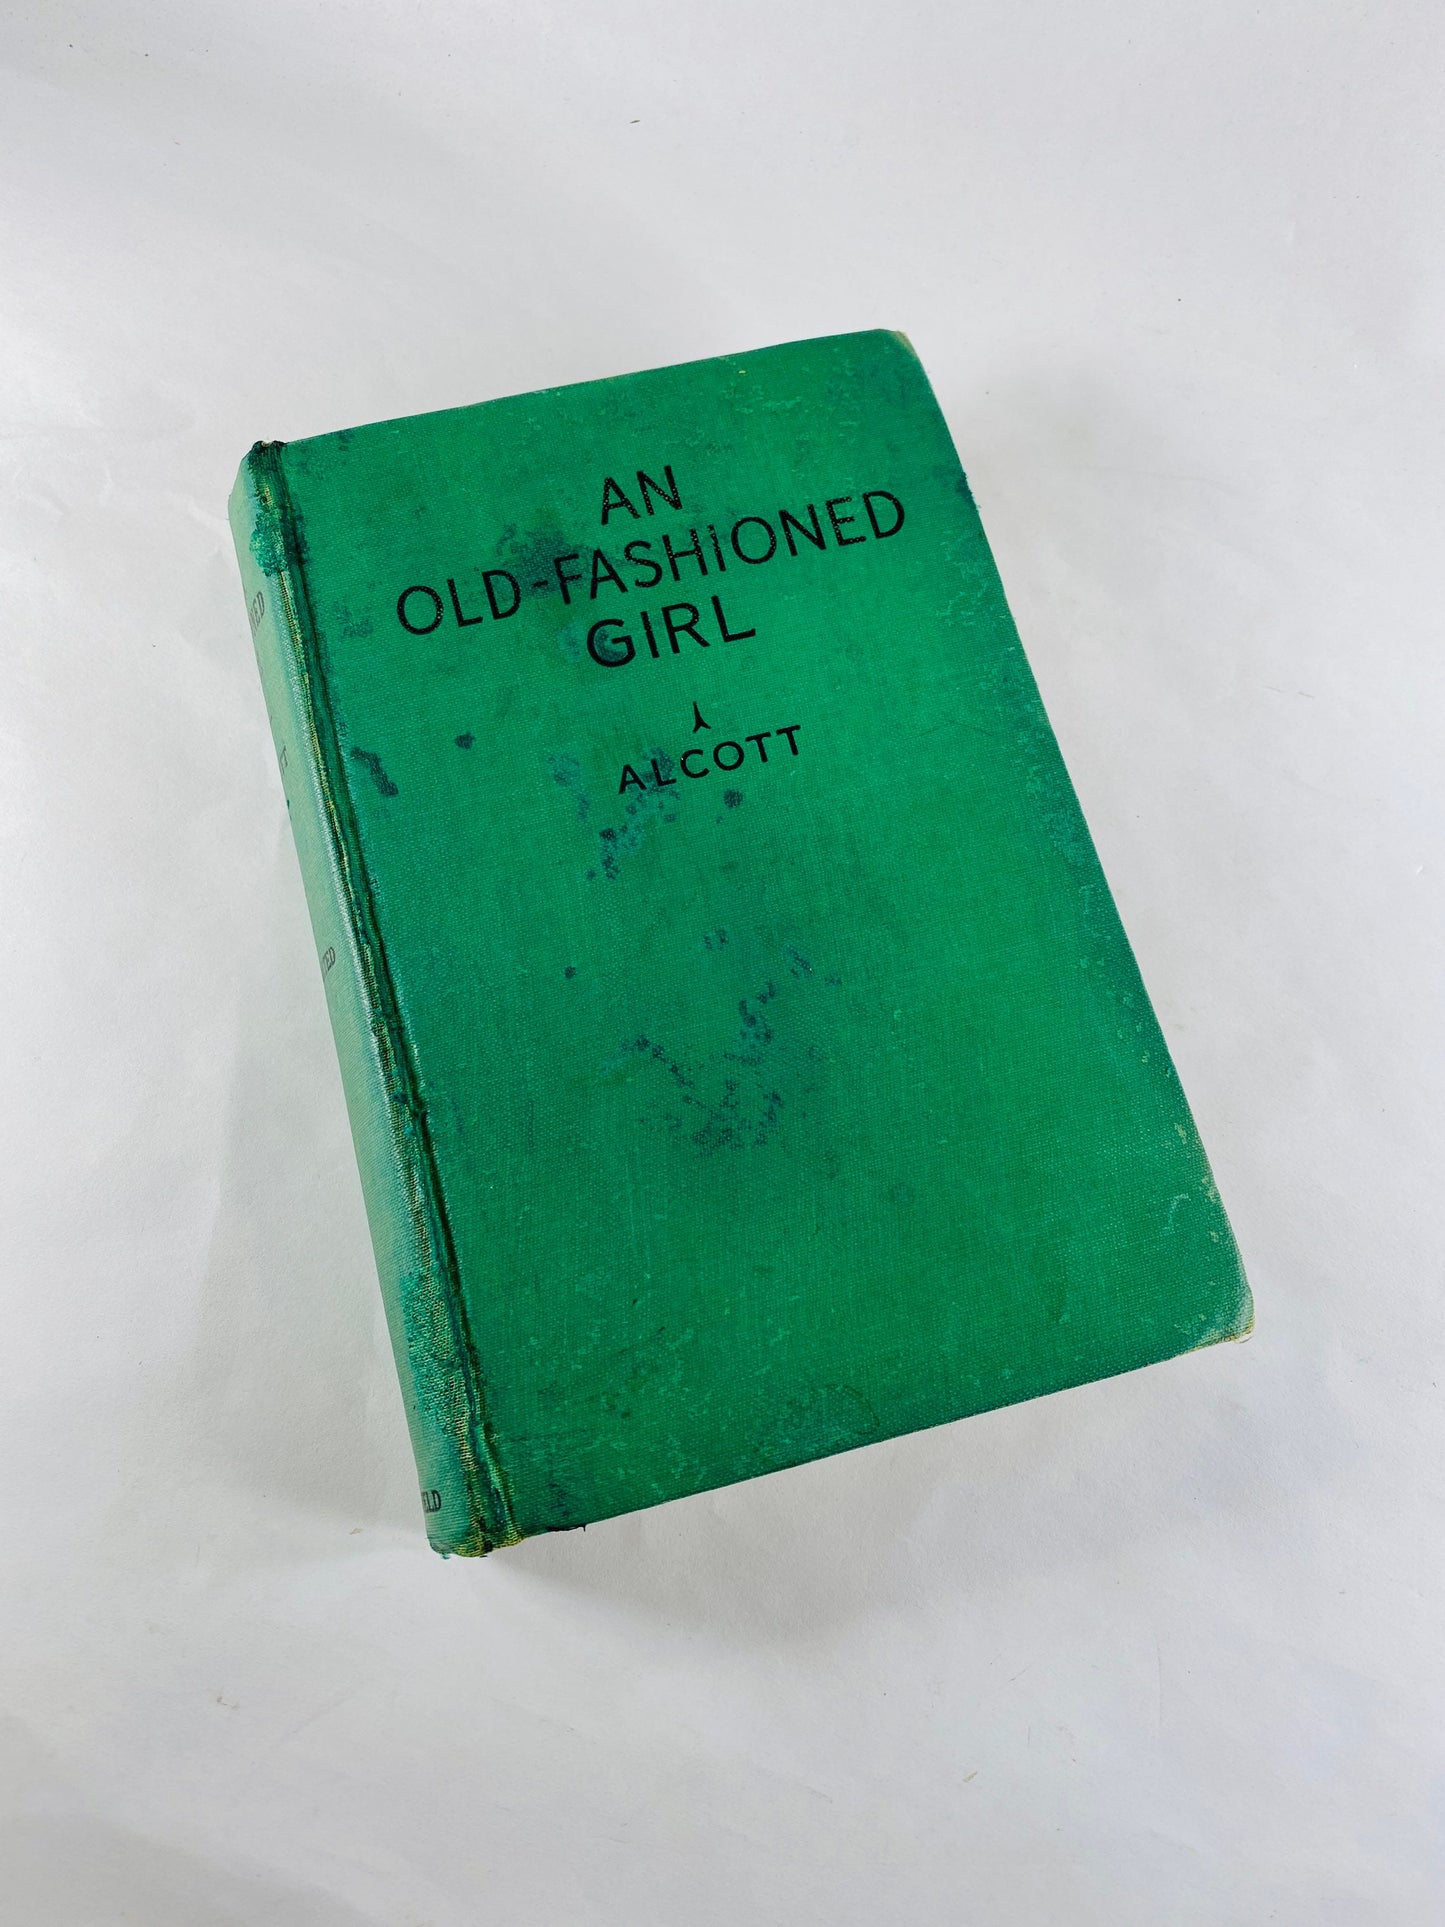 AN
OLD-FASHiONED
GIRL
ALCOTT